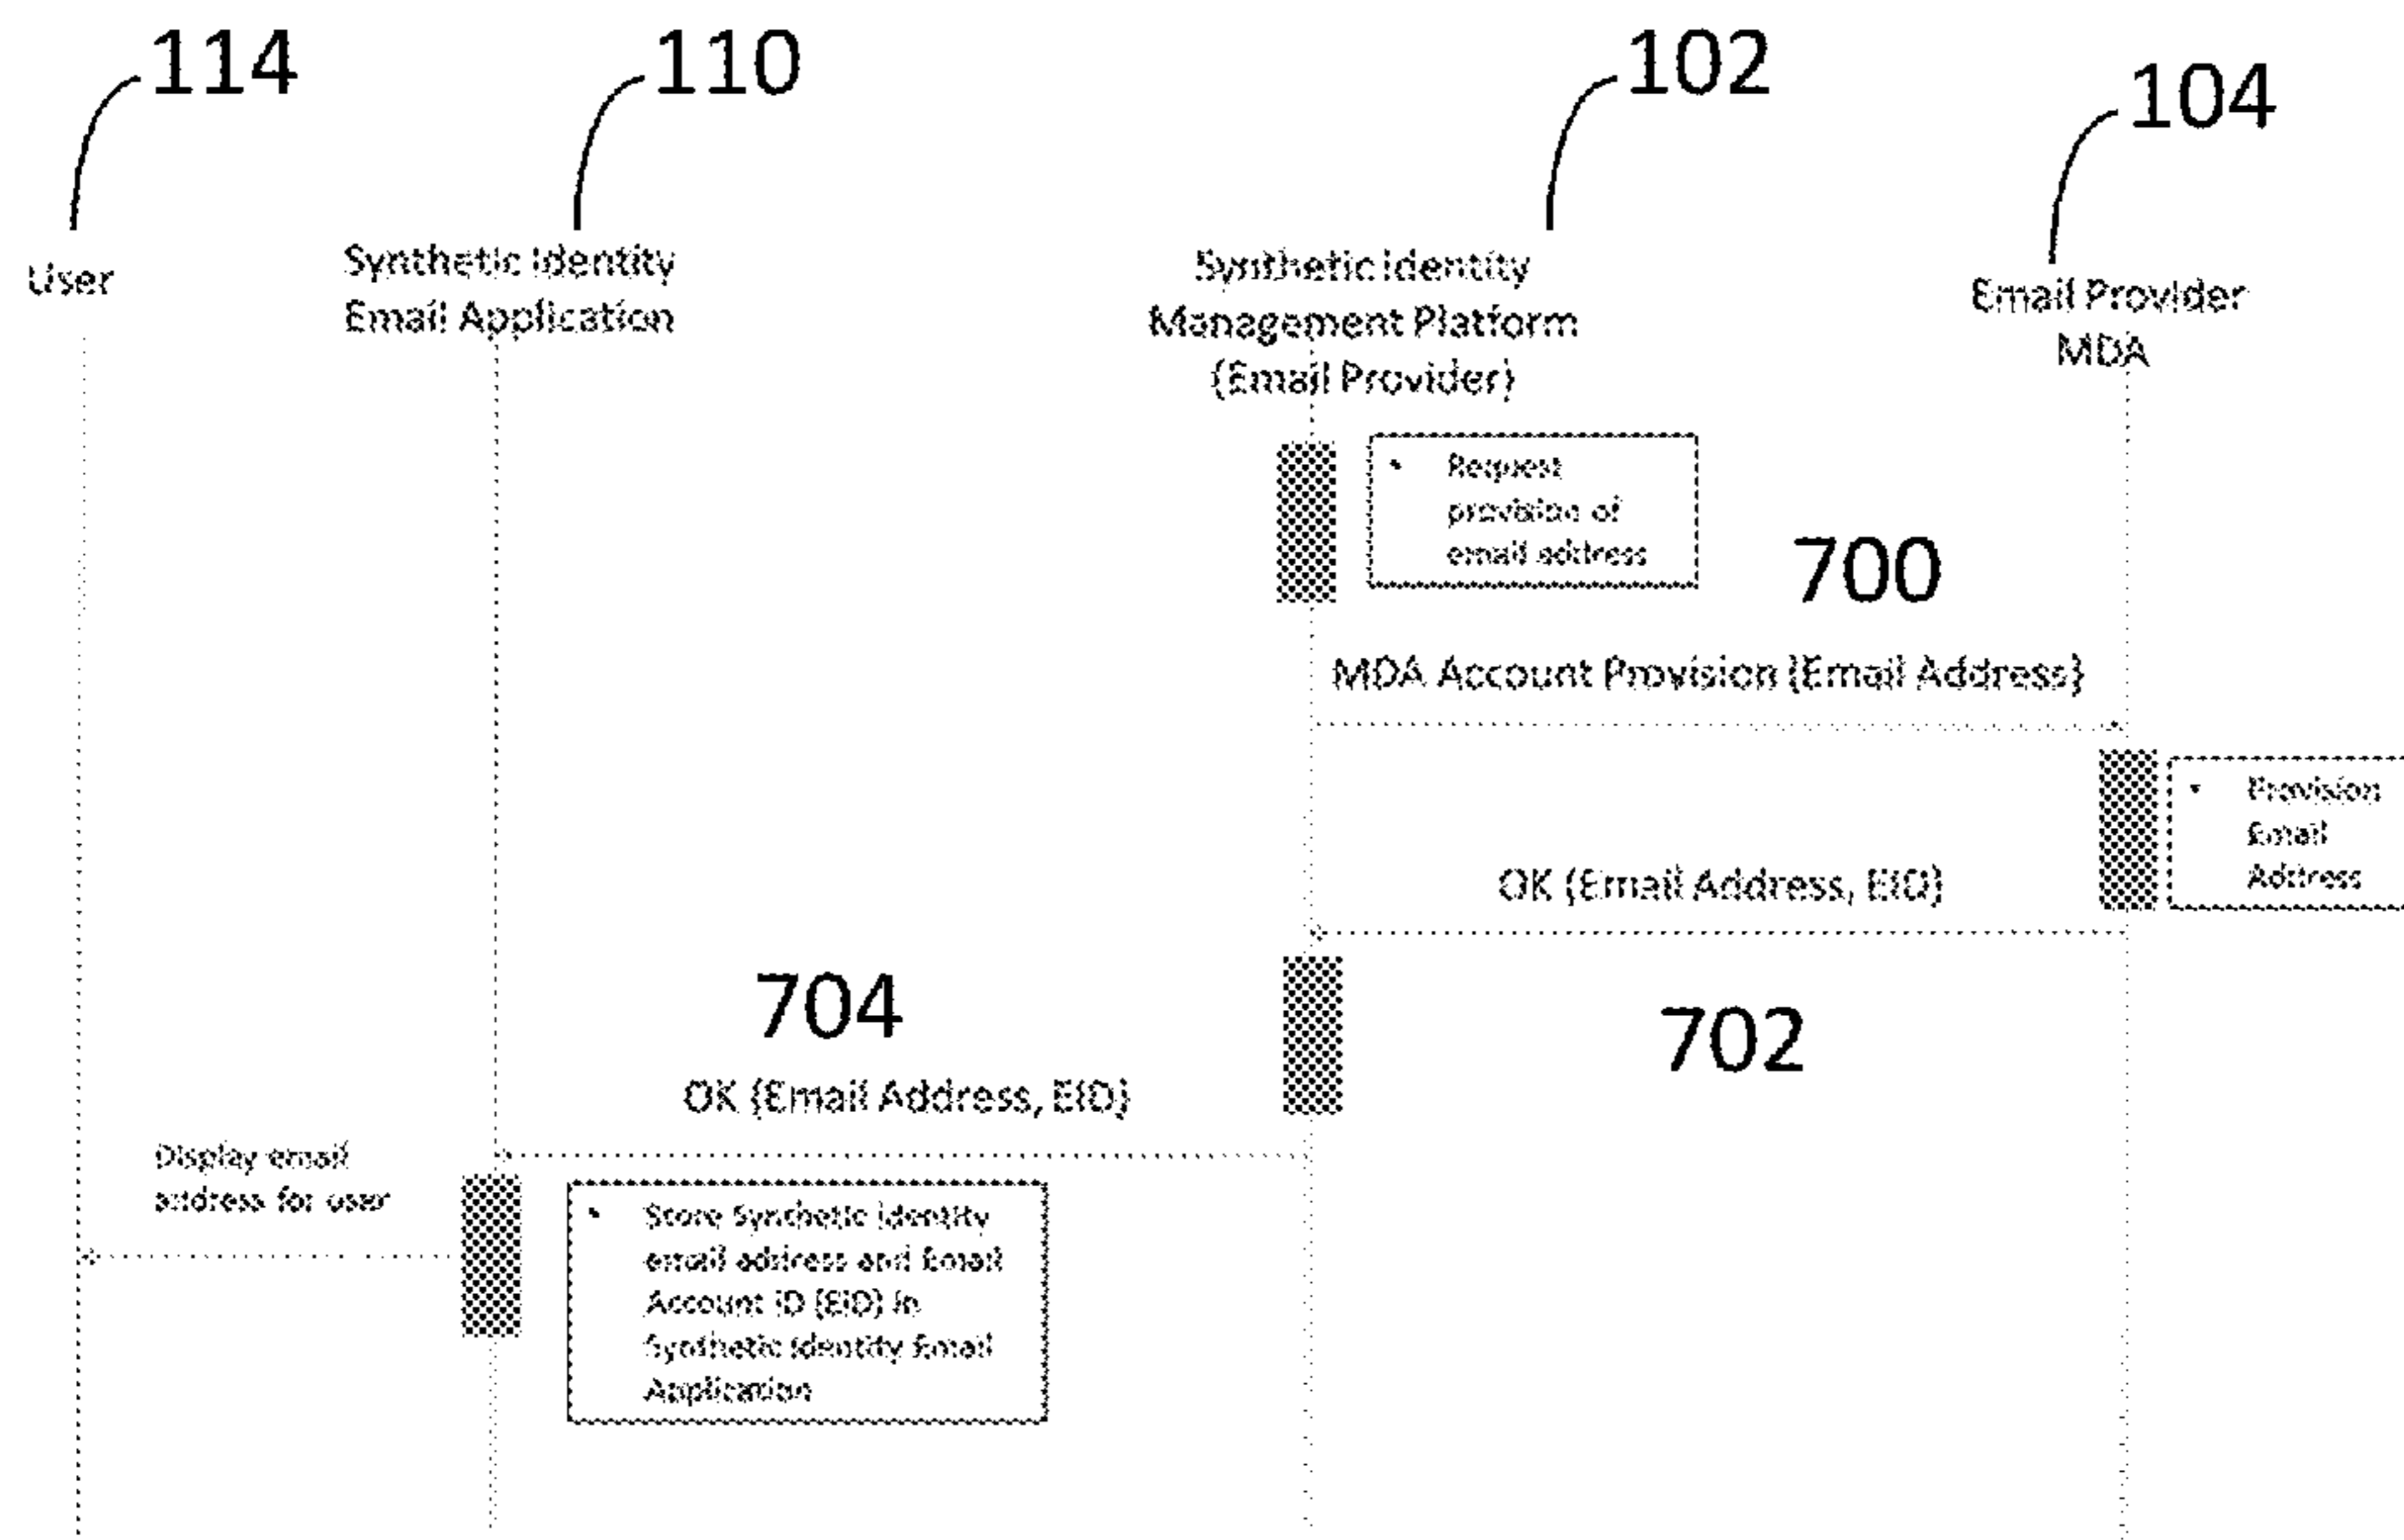 114
110
102
104
User
Synthetic Identity
Email Application
Synthetic Identity
Management Platform
(Email Provider)
Email Provider
MDA
• Request
provision of
email address
700
MDA Account Provision (Email Address)
• Provision
Email
Address
OK (Email Address, EID)
702
704
OK (Email Address, EID)
Display email
address for user
• Store Synthetic Identity
email address and Email
Account ID (EID) in
Synthetic Identity Email
Application